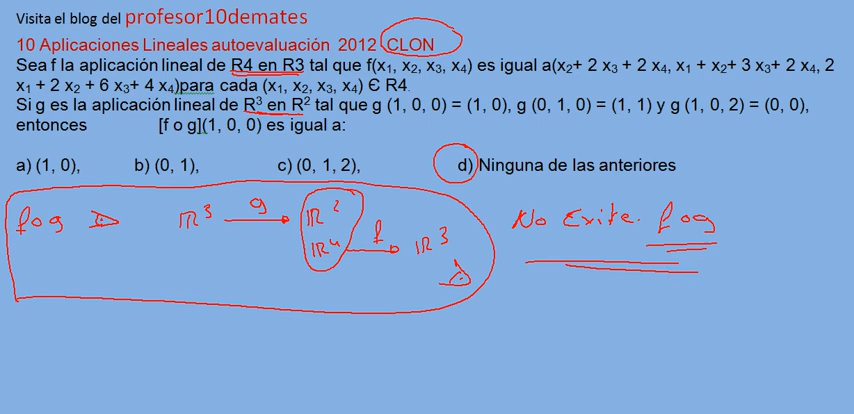 Visita el blog del profesor10demates
10 Aplicaciones Lineales autoevaluación 2012 CLON
Sea f la aplicación lineal de R4 en R3 tal que f(x1, x2, x3, x4) es igual a(x2+ 2 x3 + 2 x4, x1 + x2+ 3 x3+ 2 x4, 2
x1 + 2 x2 + 6 x3+ 4 x4)para cada (x1, x2, x3, x4) Є R4.
Si g es la aplicación lineal de R³ en R² tal que g (1, 0, 0) = (1, 0), g (0, 1, 0) = (1, 1) y g (1, 0, 2) = (0, 0),
entonces [f o g](1, 0, 0) es igual a:
a) (1, 0), b) (0, 1), c) (0, 1, 2), d) Ninguna de las anteriores
fog ℝ³ g ℝ² No Exite. fog
ℝ⁴ f ℝ³